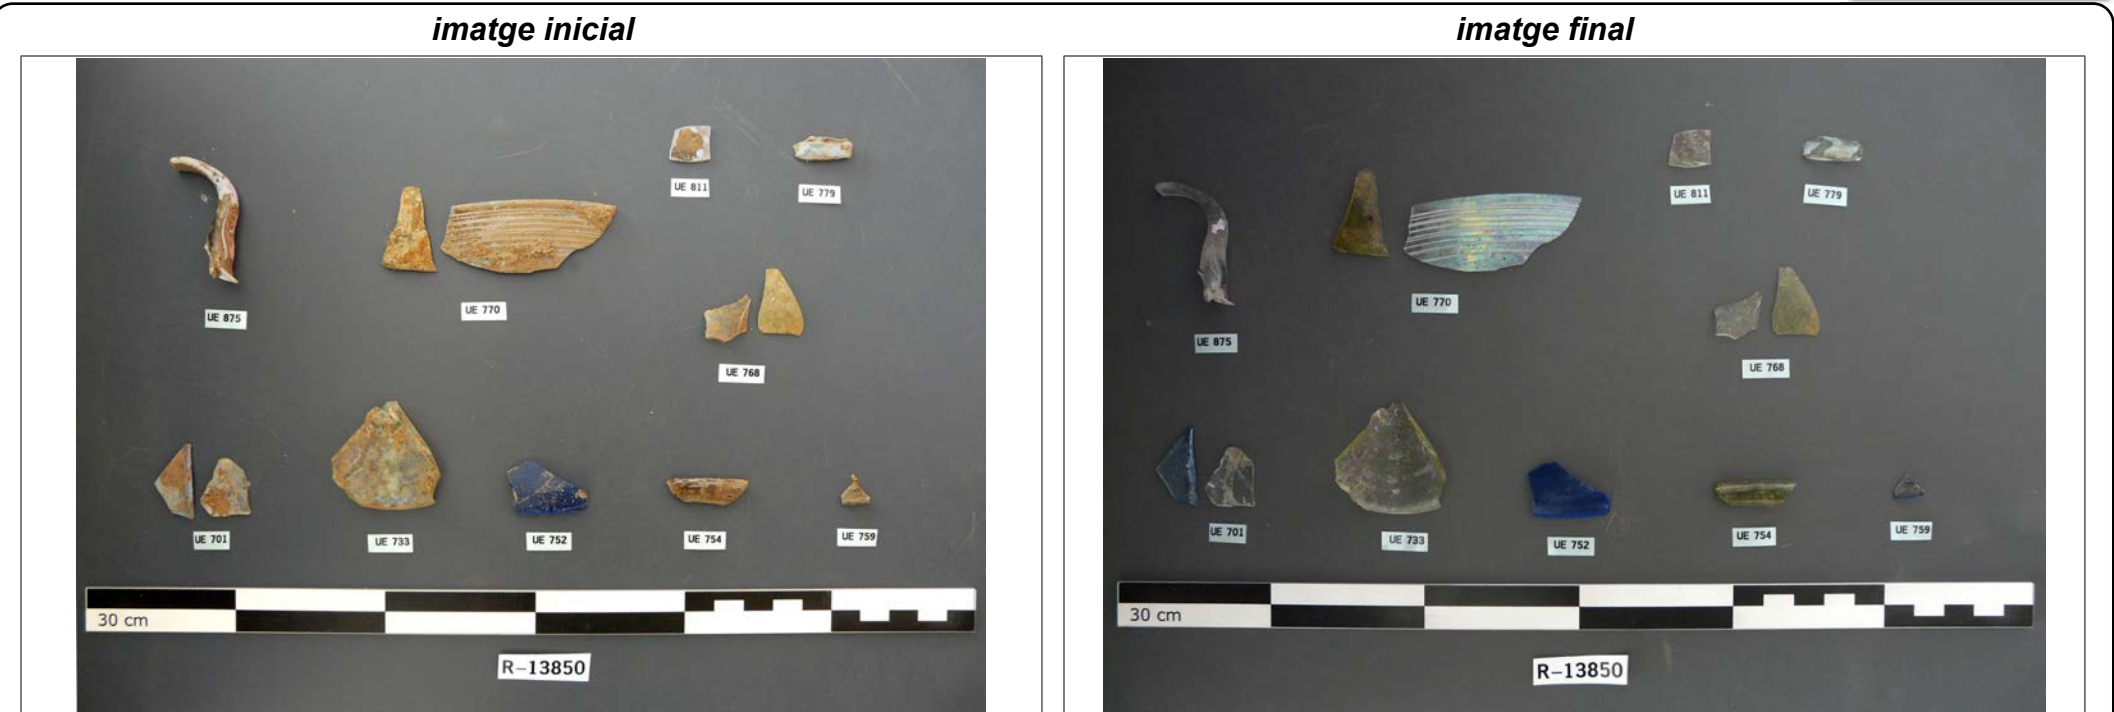 imatge inicial
UE 811
UE 779
UE 875
UE 770
UE 768
UE 701
UE 733
UE 752
UE 754
UE 759
30 cm
R-13850
imatge final
UE 811
UE 779
UE 770
UE 875
UE 768
UE 701
UE 733
UE 752
UE 754
UE 759
30 cm
R-13850